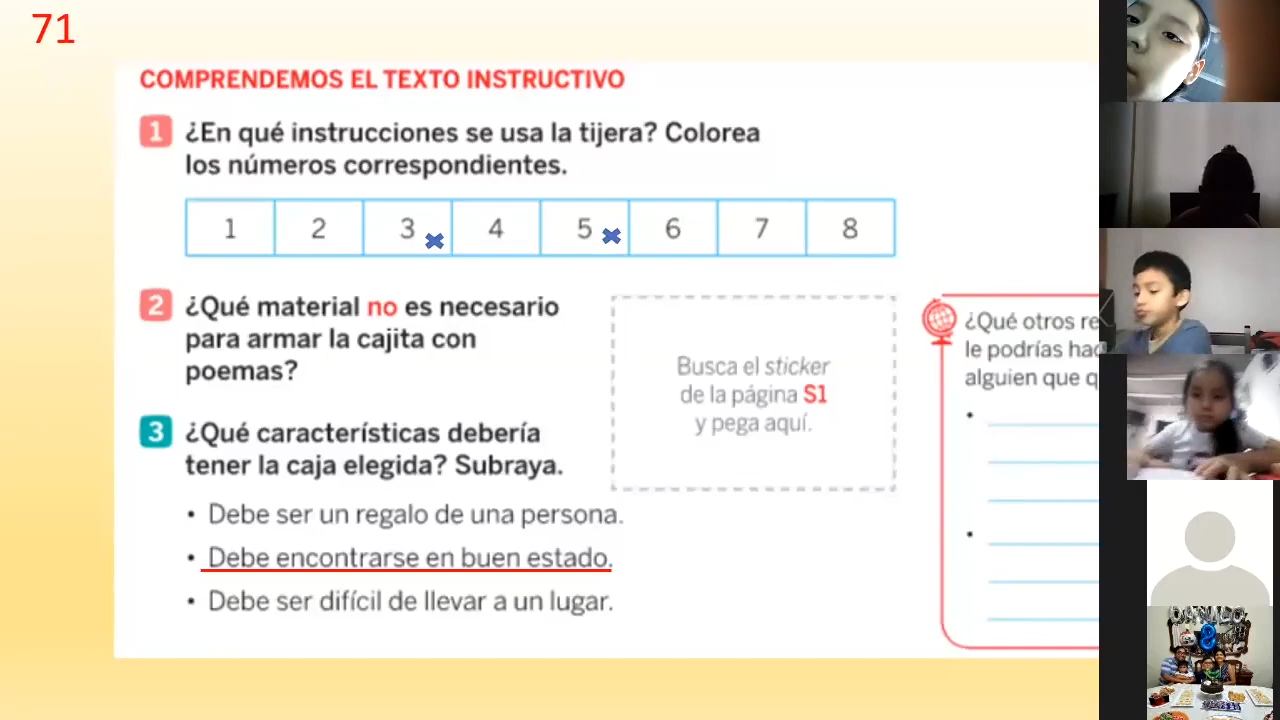 71
COMPRENDEMOS EL TEXTO INSTRUCTIVO
1 ¿En qué instrucciones se usa la tijera? Colorea
los números correspondientes.
1 2 3 4 5 6 7 8
2 ¿Qué material no es necesario
para armar la cajita con
poemas?
Busca el sticker
de la página S1
y pega aquí.
3 ¿Qué características debería
tener la caja elegida? Subraya.
• Debe ser un regalo de una persona.
• Debe encontrarse en buen estado.
• Debe ser difícil de llevar a un lugar.
¿Qué otros re
le podrías hac
alguien que q
8